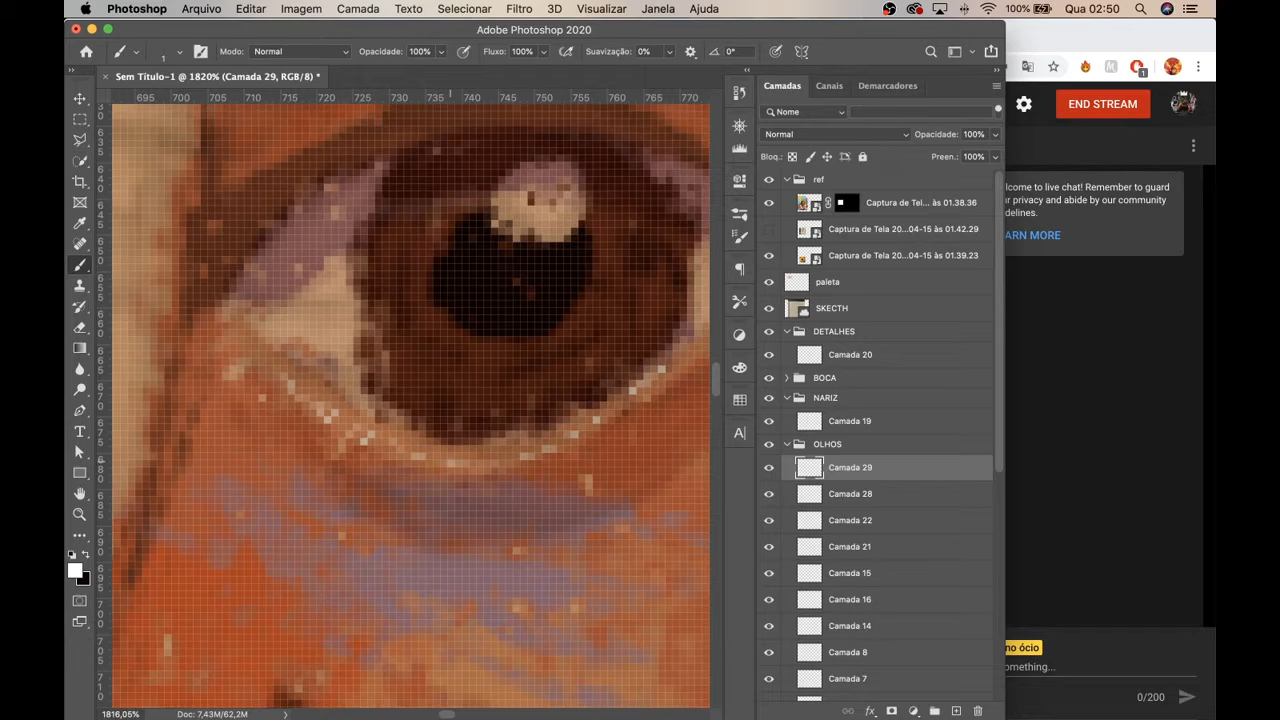 Photoshop Arquivo Editar Imagem Camada Texto Selecionar Filtro 3D Visualizar Janela Ajuda 100% Qua 02:50
Adobe Photoshop 2020
1 Modo: Normal Opacidade: 100% Fluxo: 100% Suavização: 0% 0°
× Sem Título-1 @ 1820% (Camada 29, RGB/8) *
695 700 705 710 715 720 725 730 735 740 745 750 755 760 765 770
Camadas Canais Demarcadores
Nome
Normal Opacidade: 100%
Bloq.: Preen.: 100%
ref
Captura de Tel... às 01.38.36
Captura de Tela 20...04-15 às 01.42.29
Captura de Tela 20...04-15 às 01.39.23
paleta
SKECTH
DETALHES
Camada 20
BOCA
NARIZ
Camada 19
OLHOS
Camada 29
Camada 28
Camada 22
Camada 21
Camada 15
Camada 16
Camada 14
Camada 8
Camada 7
fx
1816,05% Doc: 7,43M/62,2M
END STREAM
lcome to live chat! Remember to guard
ur privacy and abide by our community
idelines.
ARN MORE
no ócio
omething...
0/200